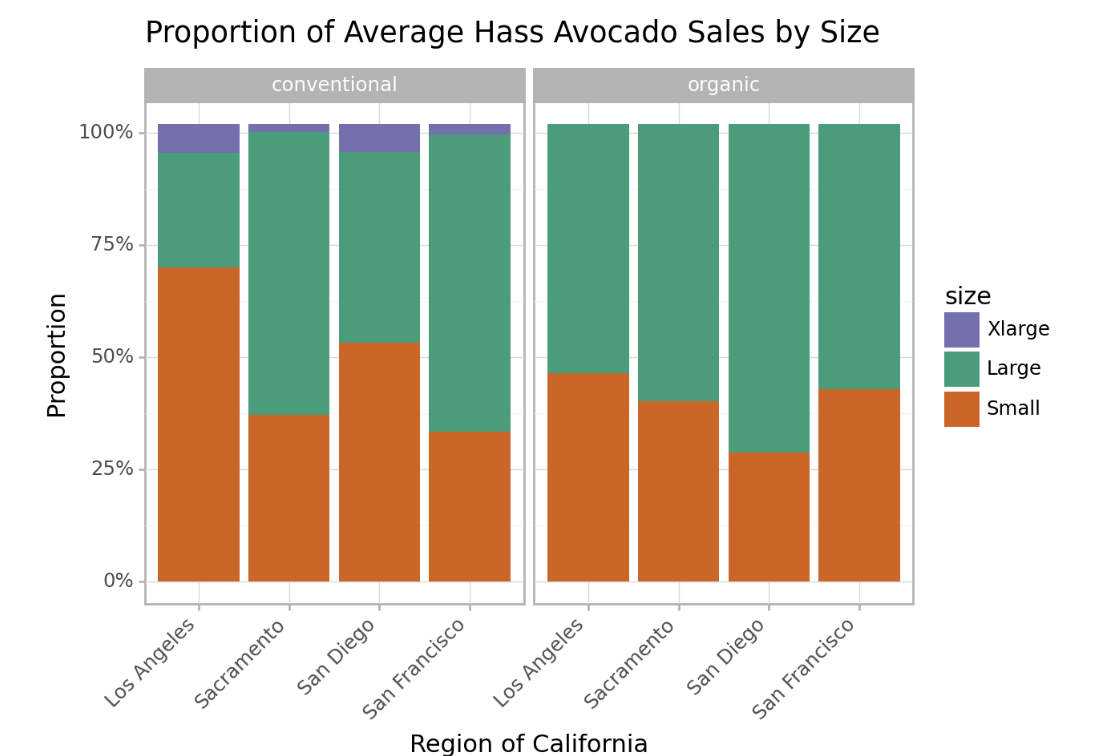 Proportion of Average Hass Avocado Sales by Size
conventional
organic
100%
75%
50%
25%
0%
Proportion
size
Xlarge
Large
Small
Los Angeles
Sacramento
San Diego
San Francisco
Los Angeles
Sacramento
San Diego
San Francisco
Region of California